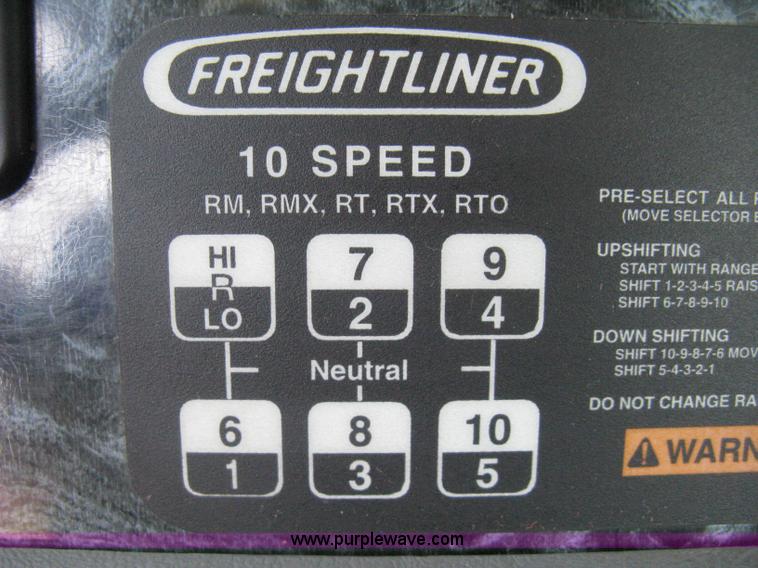 FREIGHTLINER
10 SPEED
RM, RMX, RT, RTX, RTO
HI
R
LO
7
2
9
4
Neutral
6
1
8
3
10
5
PRE-SELECT ALL
(MOVE SELECTOR
UPSHIFTING
START WITH RANGE
SHIFT 1-2-3-4-5
SHIFT 6-7-8-9-10
DOWN SHIFTING
SHIFT 10-9-8-7-6
SHIFT 5-4-3-2-1
DO NOT CHANGE
www.purplewave.com